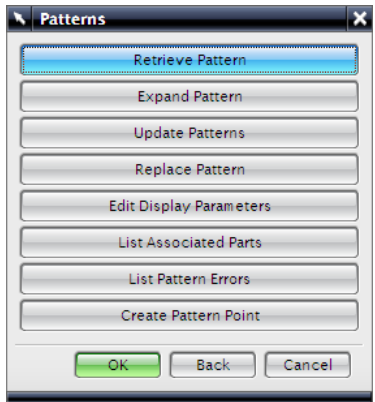 Patterns
Retrieve Pattern
Expand Pattern
Update Patterns
Replace Pattern
Edit Display Parameters
List Associated Parts
List Pattern Errors
Create Pattern Point
OK Back Cancel